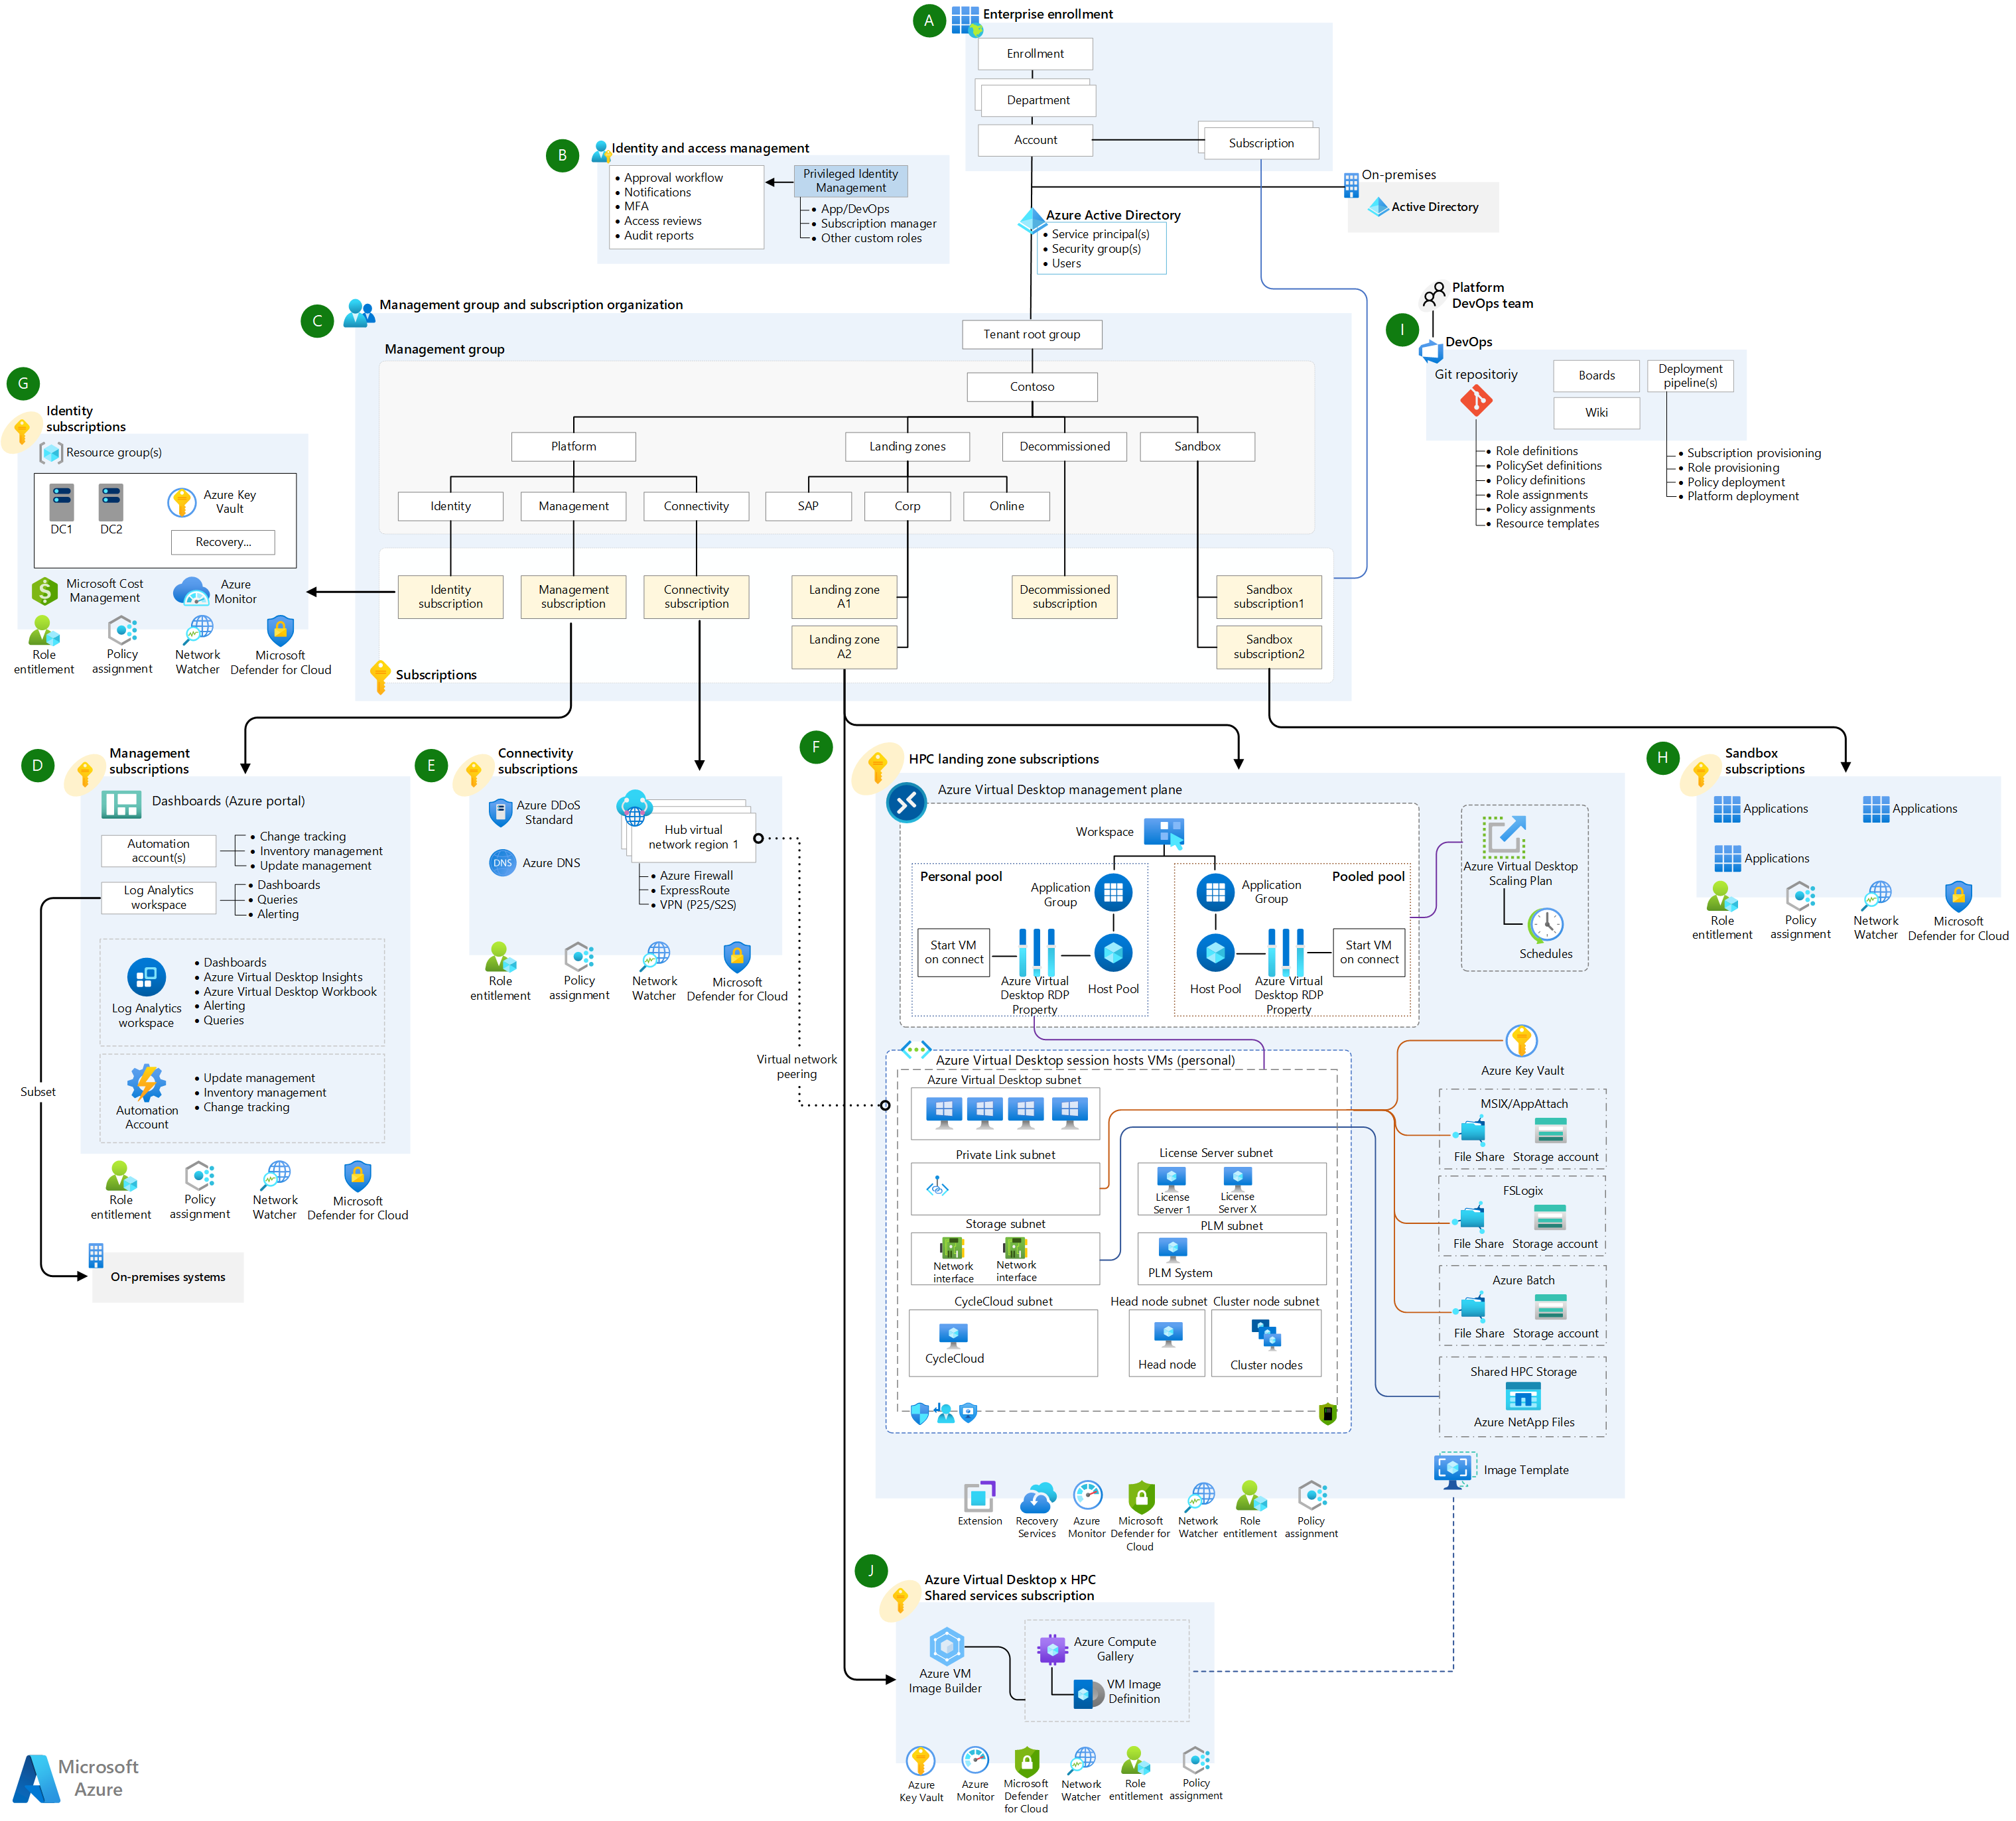 A
Enterprise enrollment
Enrollment
Department
Account
Subscription
B
Identity and access management
Approval workflow
Notifications
MFA
Access reviews
Audit reports
Privileged Identity
Management
App/DevOps
Subscription manager
Other custom roles
On-premises
Active Directory
Azure Active Directory
Service principal(s)
Security group(s)
Users
C
Management group and subscription organization
Management group
Tenant root group
Contoso
Platform
Landing zones
Decommissioned
Sandbox
Identity
Management
Connectivity
SAP
Corp
Online
Identity
subscription
Management
subscription
Connectivity
subscription
Landing zone
A1
Landing zone
A2
Decommissioned
subscription
Sandbox
subscription1
Sandbox
subscription2
Subscriptions
Platform
DevOps team
I
DevOps
Git repositoriy
Boards
Wiki
Deployment
pipeline(s)
Role definitions
PolicySet definitions
Policy definitions
Role assignments
Policy assignments
Resource templates
Subscription provisioning
Role provisioning
Policy deployment
Platform deployment
G
Identity
subscriptions
Resource group(s)
DC1
DC2
Azure Key
Vault
Recovery...
Microsoft Cost
Management
Azure
Monitor
Role
entitlement
Policy
assignment
Network
Watcher
Microsoft
Defender for Cloud
D
Management
subscriptions
Dashboards (Azure portal)
Automation
account(s)
Change tracking
Inventory management
Update management
Log Analytics
workspace
Dashboards
Queries
Alerting
Log Analytics
workspace
Dashboards
Azure Virtual Desktop Insights
Azure Virtual Desktop Workbook
Alerting
Queries
Automation
Account
Update management
Inventory management
Change tracking
Subset
Role
entitlement
Policy
assignment
Network
Watcher
Microsoft
Defender for Cloud
On-premises systems
E
Connectivity
subscriptions
Azure DDoS
Standard
DNS
Azure DNS
Hub virtual
network region 1
Azure Firewall
ExpressRoute
VPN (P25/S2S)
Role
entitlement
Policy
assignment
Network
Watcher
Microsoft
Defender for Cloud
Virtual network
peering
F
HPC landing zone subscriptions
Azure Virtual Desktop management plane
Workspace
Personal pool
Application
Group
Start VM
on connect
Azure Virtual
Desktop RDP
Property
Host Pool
Pooled pool
Application
Group
Host Pool
Azure Virtual
Desktop RDP
Property
Start VM
on connect
Azure Virtual Desktop
Scaling Plan
Schedules
Azure Virtual Desktop session hosts VMs (personal)
Azure Virtual Desktop subnet
Private Link subnet
License Server subnet
License
Server 1
License
Server X
Storage subnet
Network
interface
Network
interface
PLM subnet
PLM System
CycleCloud subnet
CycleCloud
Head node subnet
Head node
Cluster node subnet
Cluster nodes
Azure Key Vault
MSIX/AppAttach
File Share
Storage account
FSLogix
File Share
Storage account
Azure Batch
File Share
Storage account
Shared HPC Storage
Azure NetApp Files
Image Template
Extension
Recovery
Services
Azure
Monitor
Microsoft
Defender for
Cloud
Network
Watcher
Role
entitlement
Policy
assignment
H
Sandbox
subscriptions
Applications
Applications
Applications
Role
entitlement
Policy
assignment
Network
Watcher
Microsoft
Defender for Cloud
J
Azure Virtual Desktop x HPC
Shared services subscription
Azure VM
Image Builder
Azure Compute
Gallery
VM Image
Definition
Azure
Key Vault
Azure
Monitor
Microsoft
Defender
for Cloud
Network
Watcher
Role
entitlement
Policy
assignment
Microsoft
Azure